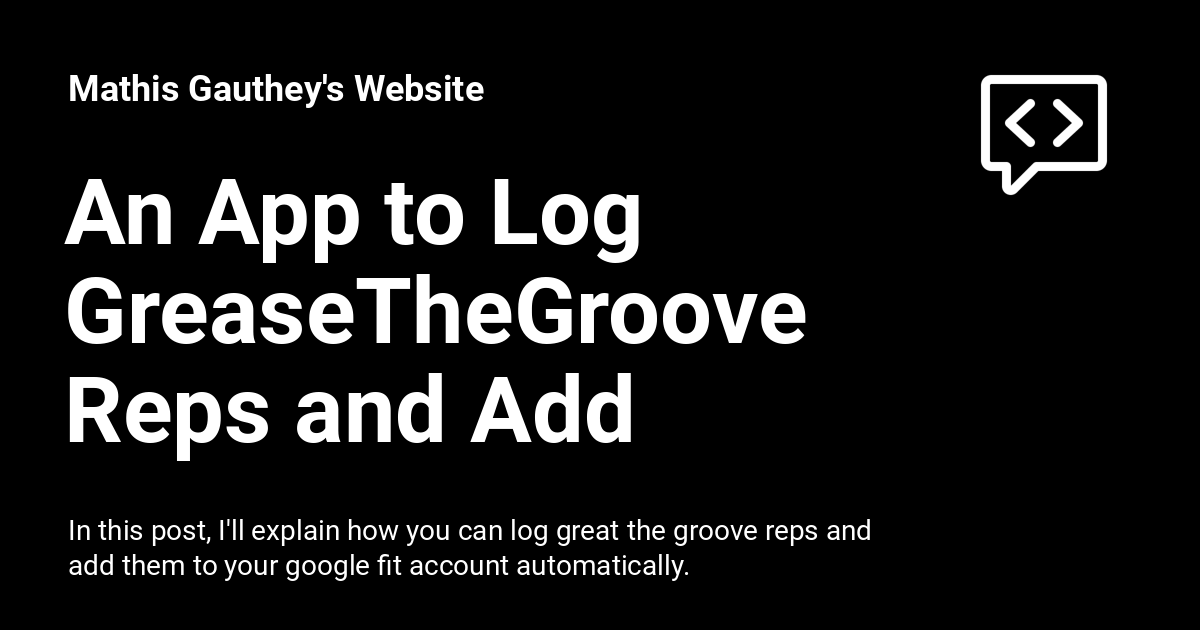 Mathis Gauthey's Website
An App to Log
GreaseTheGroove
Reps and Add
In this post, I'll explain how you can log great the groove reps and
add them to your google fit account automatically.